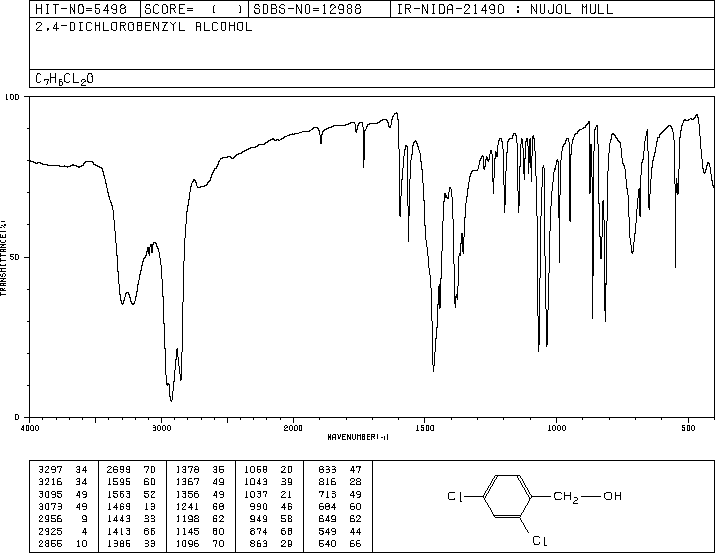 HIT-NO=5498 SCORE= ( ) SDBS-NO=12988 IR-NIDA-21490 : NUJOL MULL
2,4-DICHLOROBENZYL ALCOHOL
C7H6CL2O
100
50
0
TRANSMITTANCE(%)
4000 3000 2000 1500 1000 500
WAVENUMBER(-1)
3297 34 2699 70 1378 36 1068 20 833 47
3216 34 1595 60 1367 49 1043 39 816 28
3095 49 1563 52 1356 49 1037 21 713 49
3073 49 1469 13 1241 68 990 46 684 60
2956 9 1443 33 1198 62 949 58 649 62
2925 4 1413 66 1145 60 874 68 549 44
2855 10 1386 33 1096 70 863 29 540 66
Cl CH2 OH
Cl